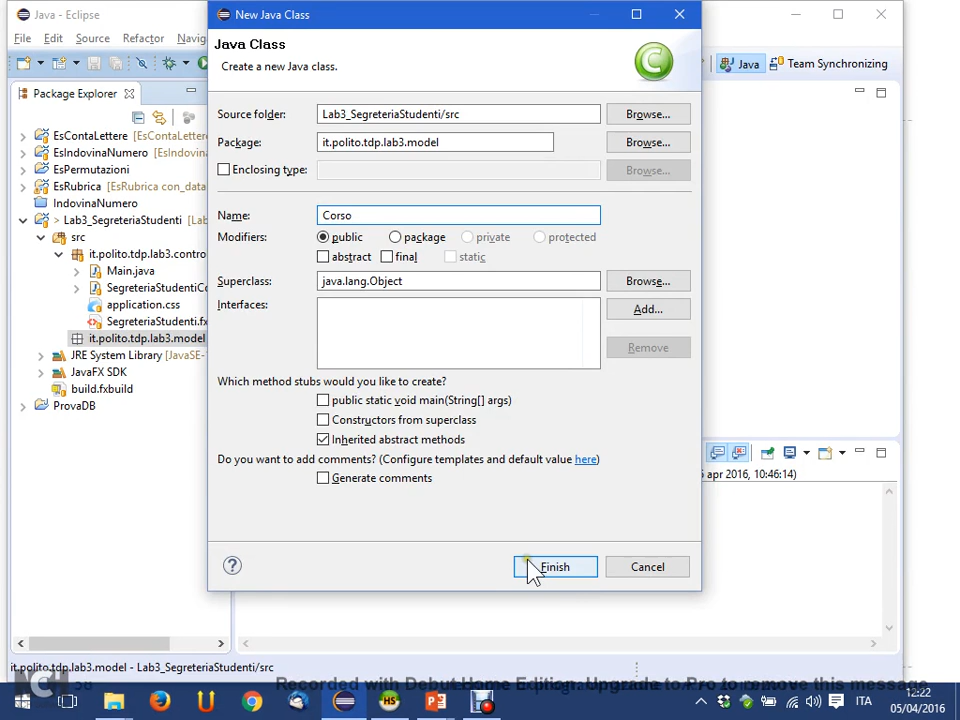 Java - Eclipse
New Java Class
File Edit Source Refactor Navig
Java Class
Create a new Java class.
Java
Team Synchronizing
Package Explorer
EsContaLettere
EsIndovinaNumero
EsPermutazioni
EsRubrica
IndovinaNumero
> Lab3_SegreteriaStudenti
src
it.polito.tdp.lab3.contro
Main.java
application.css
SegreteriaStudenti.fx
it.polito.tdp.lab3.model
JRE System Library
JavaFX SDK
build.fxbuild
ProvaDB
Source folder: Lab3_SegreteriaStudenti/src Browse...
Package: it.polito.tdp.lab3.model Browse...
Enclosing type: Browse...
Name: Corso
Modifiers: public package private protected
abstract final static
Superclass: java.lang.Object Browse...
Interfaces: Add...
Remove
Which method stubs would you like to create?
public static void main(String[] args)
Constructors from superclass
Inherited abstract methods
Do you want to add comments? (Configure templates and default value here)
Generate comments
apr 2016, 10:46:14)
? Finish Cancel
it.polito.tdp.lab3.model - Lab3_SegreteriaStudenti/src
Recorded with Debut Home Edition. Upgrade to Pro to remove this message
ITA
12:22
05/04/2016